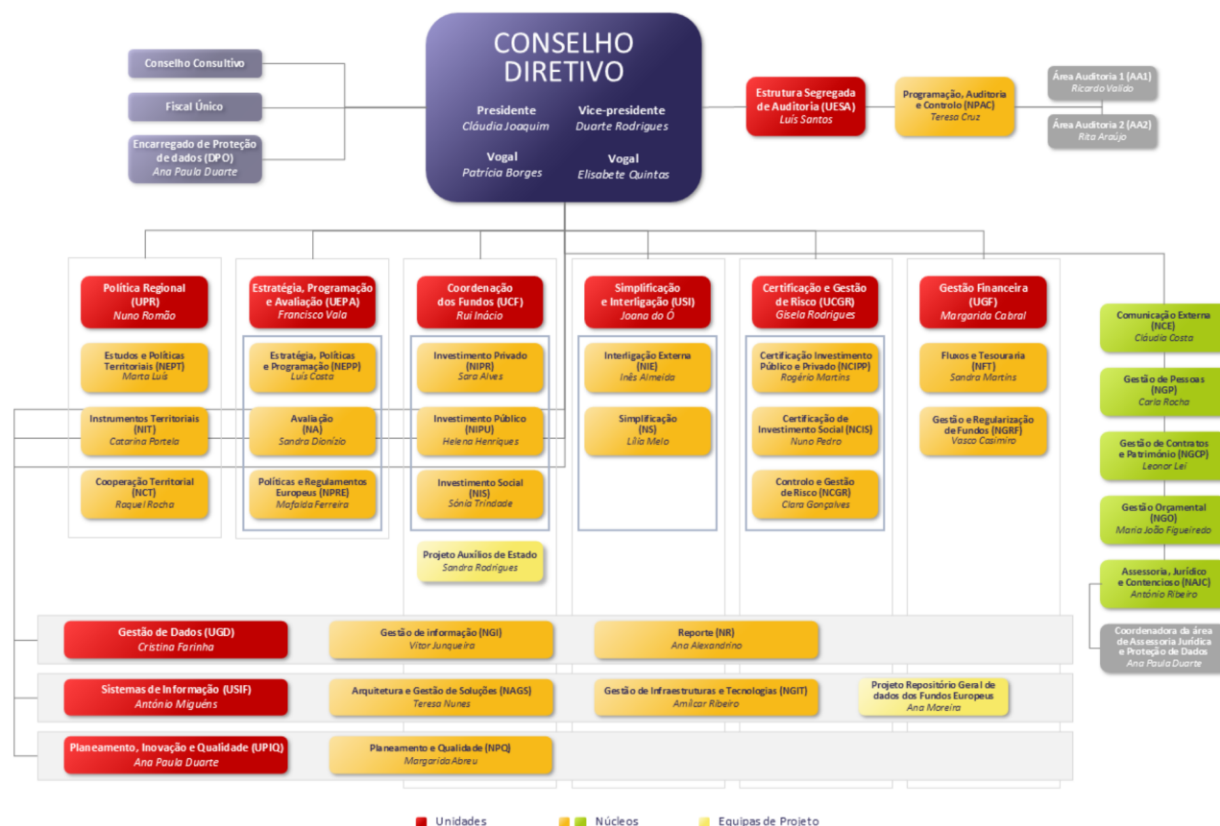 CONSELHO
DIRETIVO
Presidente
Cláudia Joaquim
Vice-presidente
Duarte Rodrigues
Vogal
Patrícia Borges
Vogal
Elisabete Quintas
Conselho Consultivo
Fiscal Único
Encarregado de Proteção
de dados (DPO)
Ana Paula Duarte
Estrutura Segregada
de Auditoria (UESA)
Luís Santos
Programação, Auditoria
e Controlo (NPAC)
Teresa Cruz
Área Auditoria 1 (AA1)
Ricardo Valido
Área Auditoria 2 (AA2)
Rita Araújo
Política Regional
(UPR)
Nuno Romão
Estudos e Políticas
Territoriais (NEPT)
Marta Luís
Instrumentos Territoriais
(NIT)
Catarina Portela
Cooperação Territorial
(NCT)
Raquel Rocha
Estratégia, Programação
e Avaliação (UEPA)
Francisco Vala
Estratégia, Políticas
e Programação (NEPP)
Luís Costa
Avaliação
(NA)
Sandra Dionízio
Políticas e Regulamentos
Europeus (NPRE)
Mafalda Ferreira
Coordenação
dos Fundos (UCF)
Rui Inácio
Investimento Privado
(NIPR)
Sara Alves
Investimento Público
(NIPU)
Helena Henriques
Investimento Social
(NIS)
Sónia Trindade
Projeto Auxílios de Estado
Sandra Rodrigues
Simplificação
e Interligação (USI)
Joana do Ó
Interligação Externa
(NIE)
Inês Almeida
Simplificação
(NS)
Lília Melo
Certificação e Gestão
de Risco (UCGR)
Gisela Rodrigues
Certificação Investimento
Público e Privado (NCIPP)
Rogério Martins
Certificação de
Investimento Social (NCIS)
Nuno Pedro
Controlo e Gestão
de Risco (NCGR)
Clara Gonçalves
Gestão Financeira
(UGF)
Margarida Cabral
Fluxos e Tesouraria
(NFT)
Sandra Martins
Gestão e Regularização
de Fundos (NGRF)
Vasco Casimiro
Comunicação Externa
(NCE)
Cláudia Costa
Gestão de Pessoas
(NGP)
Carla Rocha
Gestão de Contratos
e Património (NGCP)
Leonor Lei
Gestão Orçamental
(NGO)
Maria João Figueiredo
Assessoria, Jurídico
e Contencioso (NAJC)
António Ribeiro
Coordenadora da área
de Assessoria Jurídica
e Proteção de Dados
Ana Paula Duarte
Gestão de Dados (UGD)
Cristina Farinha
Gestão de informação (NGI)
Vitor Junqueira
Reporte (NR)
Ana Alexandrino
Sistemas de Informação (USIF)
António Miguéns
Arquitetura e Gestão de Soluções (NAGS)
Teresa Nunes
Gestão de Infraestruturas e Tecnologias (NGIT)
Amílcar Ribeiro
Projeto Repositório Geral de
dados dos Fundos Europeus
Ana Moreira
Planeamento, Inovação e Qualidade (UPIQ)
Ana Paula Duarte
Planeamento e Qualidade (NPQ)
Margarida Abreu
Unidades
Núcleos
Equipas de Projeto